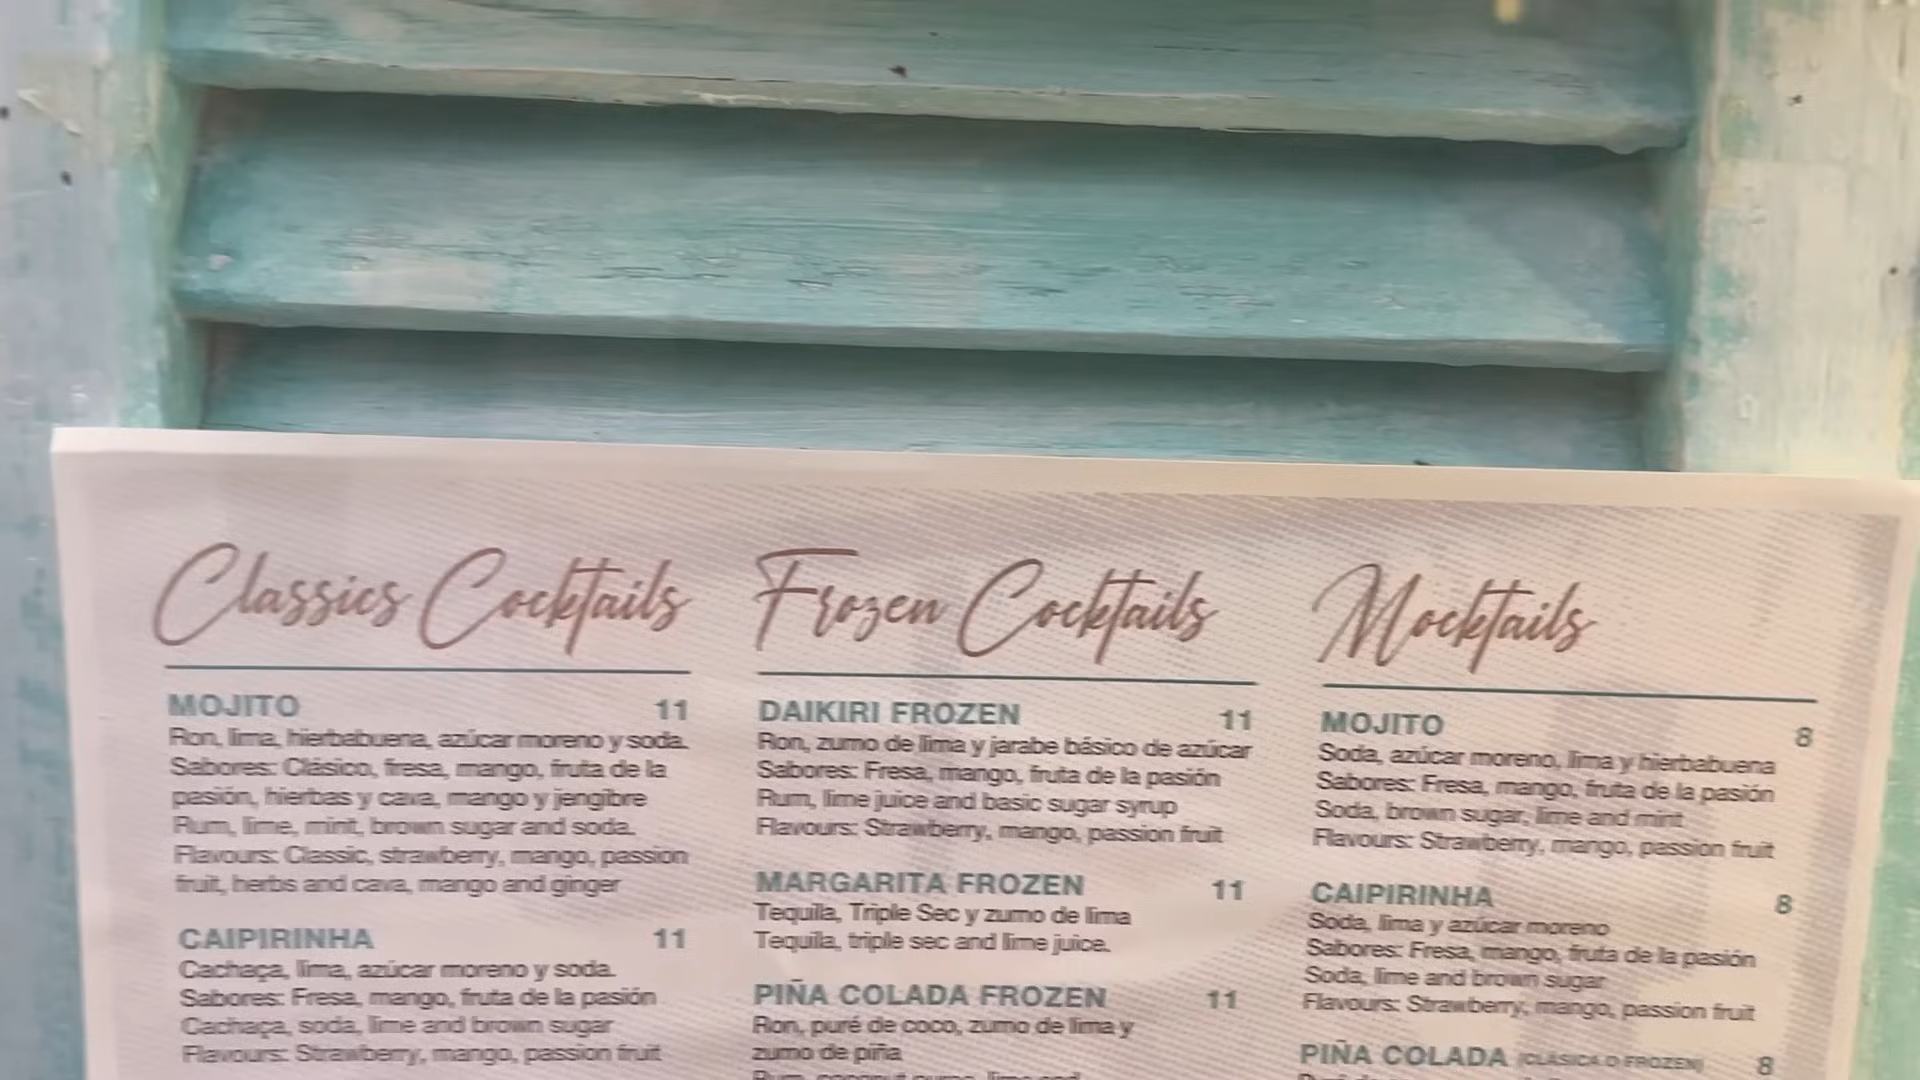 Classics Cocktails
MOJITO 11
Ron, lima, hierbabuena, azúcar moreno y soda.
Sabores: Clásico, fresa, mango, fruta de la
pasión, hierbas y cava, mango y jengibre
Rum, lime, mint, brown sugar and soda.
Flavours: Classic, strawberry, mango, passion
fruit, herbs and cava, mango and ginger
CAIPIRINHA 11
Cachaça, lima, azúcar moreno y soda.
Sabores: Fresa, mango, fruta de la pasión
Cachaça, soda, lime and brown sugar
Flavours: Strawberry, mango, passion fruit
Frozen Cocktails
DAIKIRI FROZEN 11
Ron, zumo de lima y jarabe básico de azúcar
Sabores: Fresa, mango, fruta de la pasión
Rum, lime juice and basic sugar syrup
Flavours: Strawberry, mango, passion fruit
MARGARITA FROZEN 11
Tequila, Triple Sec y zumo de lima
Tequila, triple sec and lime juice.
PIÑA COLADA FROZEN 11
Ron, puré de coco, zumo de lima y
zumo de piña
Mocktails
MOJITO 8
Soda, azúcar moreno, lima y hierbabuena
Sabores: Fresa, mango, fruta de la pasión
Soda, brown sugar, lime and mint
Flavours: Strawberry, mango, passion fruit
CAIPIRINHA 8
Soda, lima y azúcar moreno
Sabores: Fresa, mango, fruta de la pasión
Soda, lime and brown sugar
Flavours: Strawberry, mango, passion fruit
PIÑA COLADA (CLÁSICA O FROZEN) 8